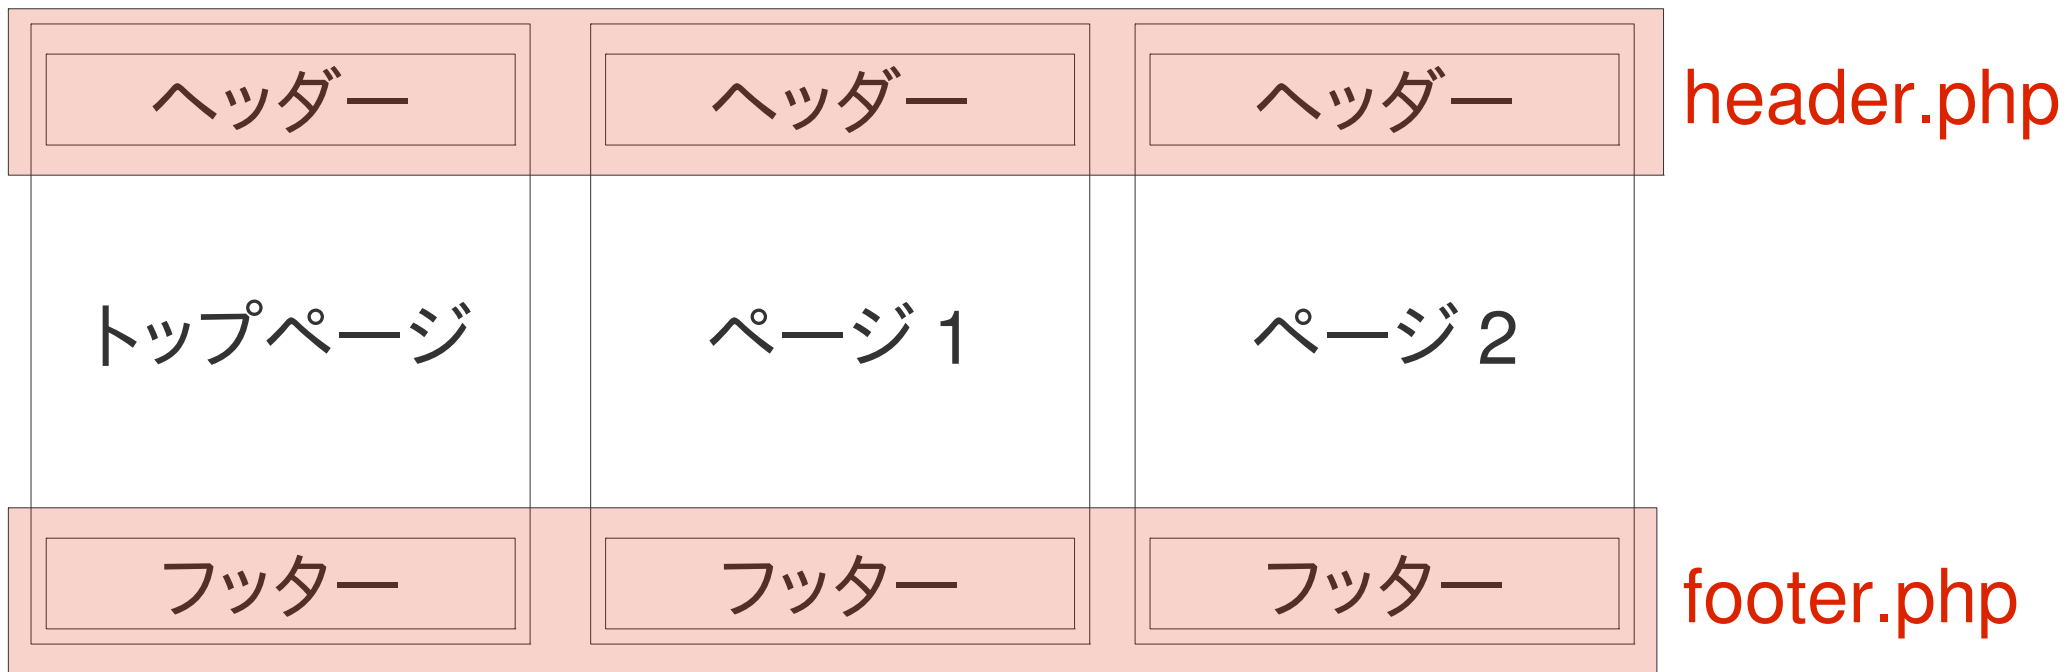 ヘッダー ヘッダー ヘッダー header.php
トップページ ページ 1 ページ 2
フッター フッター フッター footer.php